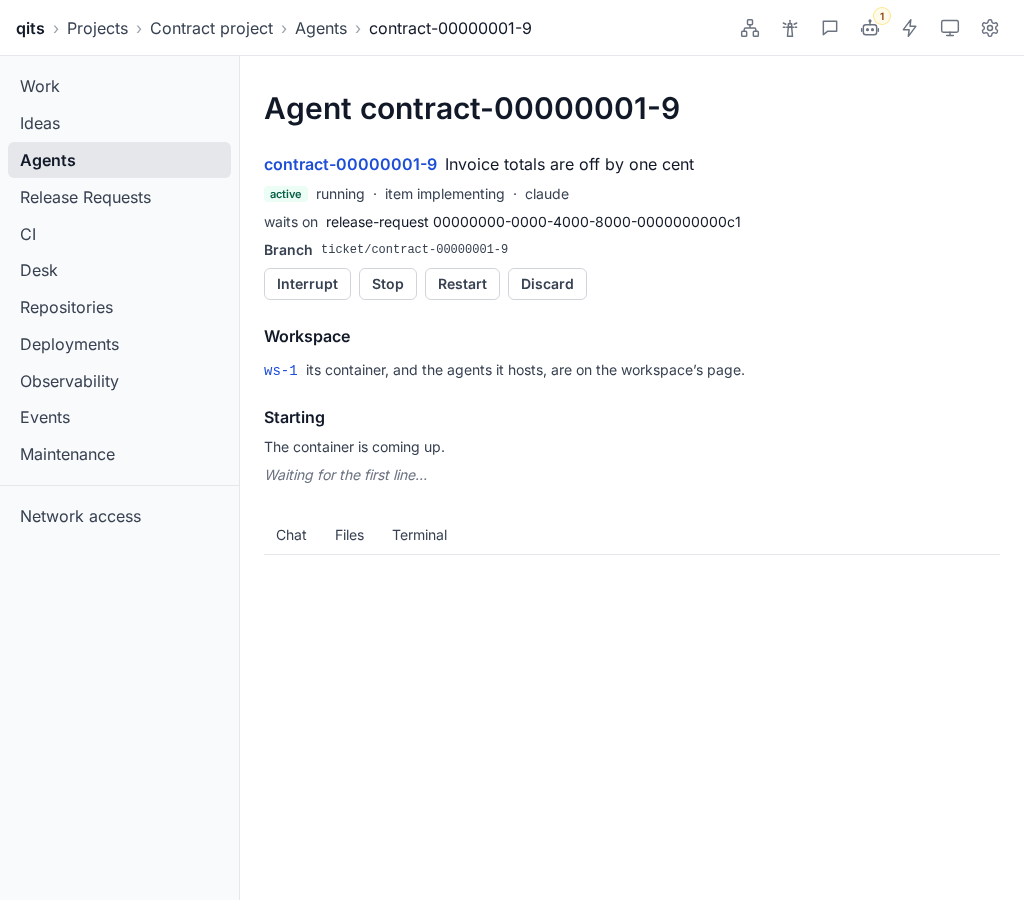 qits › Projects › Contract project › Agents › contract-00000001-9
1
Work
Ideas
Agents
Release Requests
CI
Desk
Repositories
Deployments
Observability
Events
Maintenance
Network access
Agent contract-00000001-9
contract-00000001-9 Invoice totals are off by one cent
active running · item implementing · claude
waits on release-request 00000000-0000-4000-8000-0000000000c1
Branch ticket/contract-00000001-9
Interrupt Stop Restart Discard
Workspace
ws-1 its container, and the agents it hosts, are on the workspace’s page.
Starting
The container is coming up.
Waiting for the first line…
Chat Files Terminal